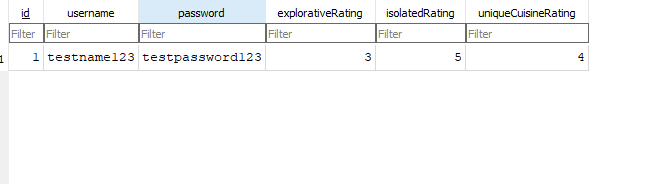 id username password explorativeRating isolatedRating uniqueCuisineRating
Filter Filter Filter Filter Filter Filter
1 1 testname123 testpassword123 3 5 4